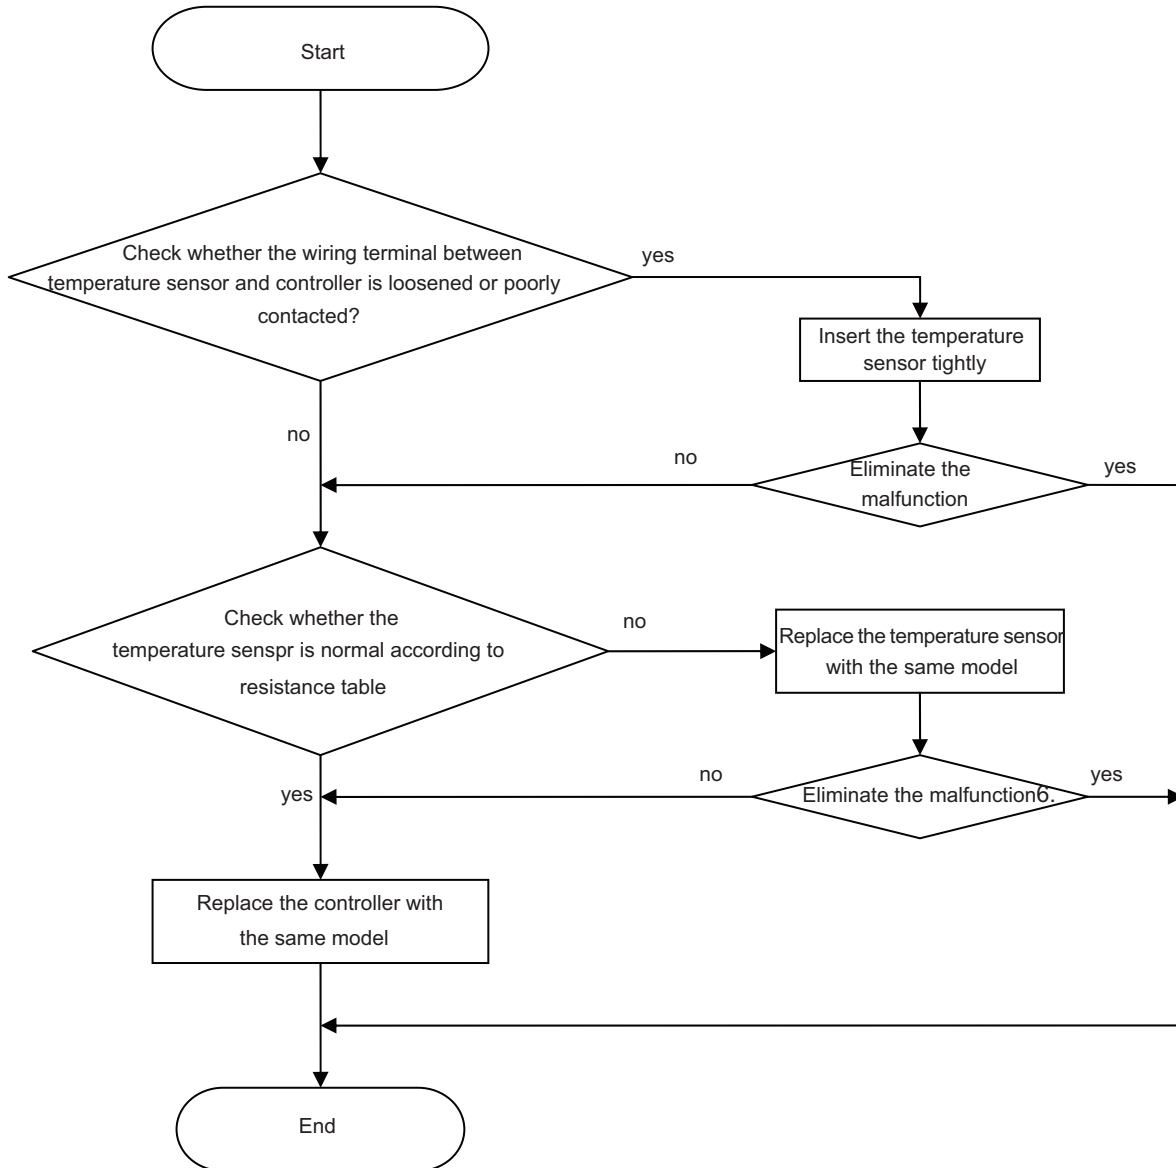 Start
Check whether the wiring terminal between
temperature sensor and controller is loosened or poorly
contacted?
yes
Insert the temperature
sensor tightly
no
no
Eliminate the
malfunction
yes
Check whether the
temperature senspr is normal according to
resistance table
no
Replace the temperature sensor
with the same model
yes
no
Eliminate the malfunction6.
yes
Replace the controller with
the same model
End